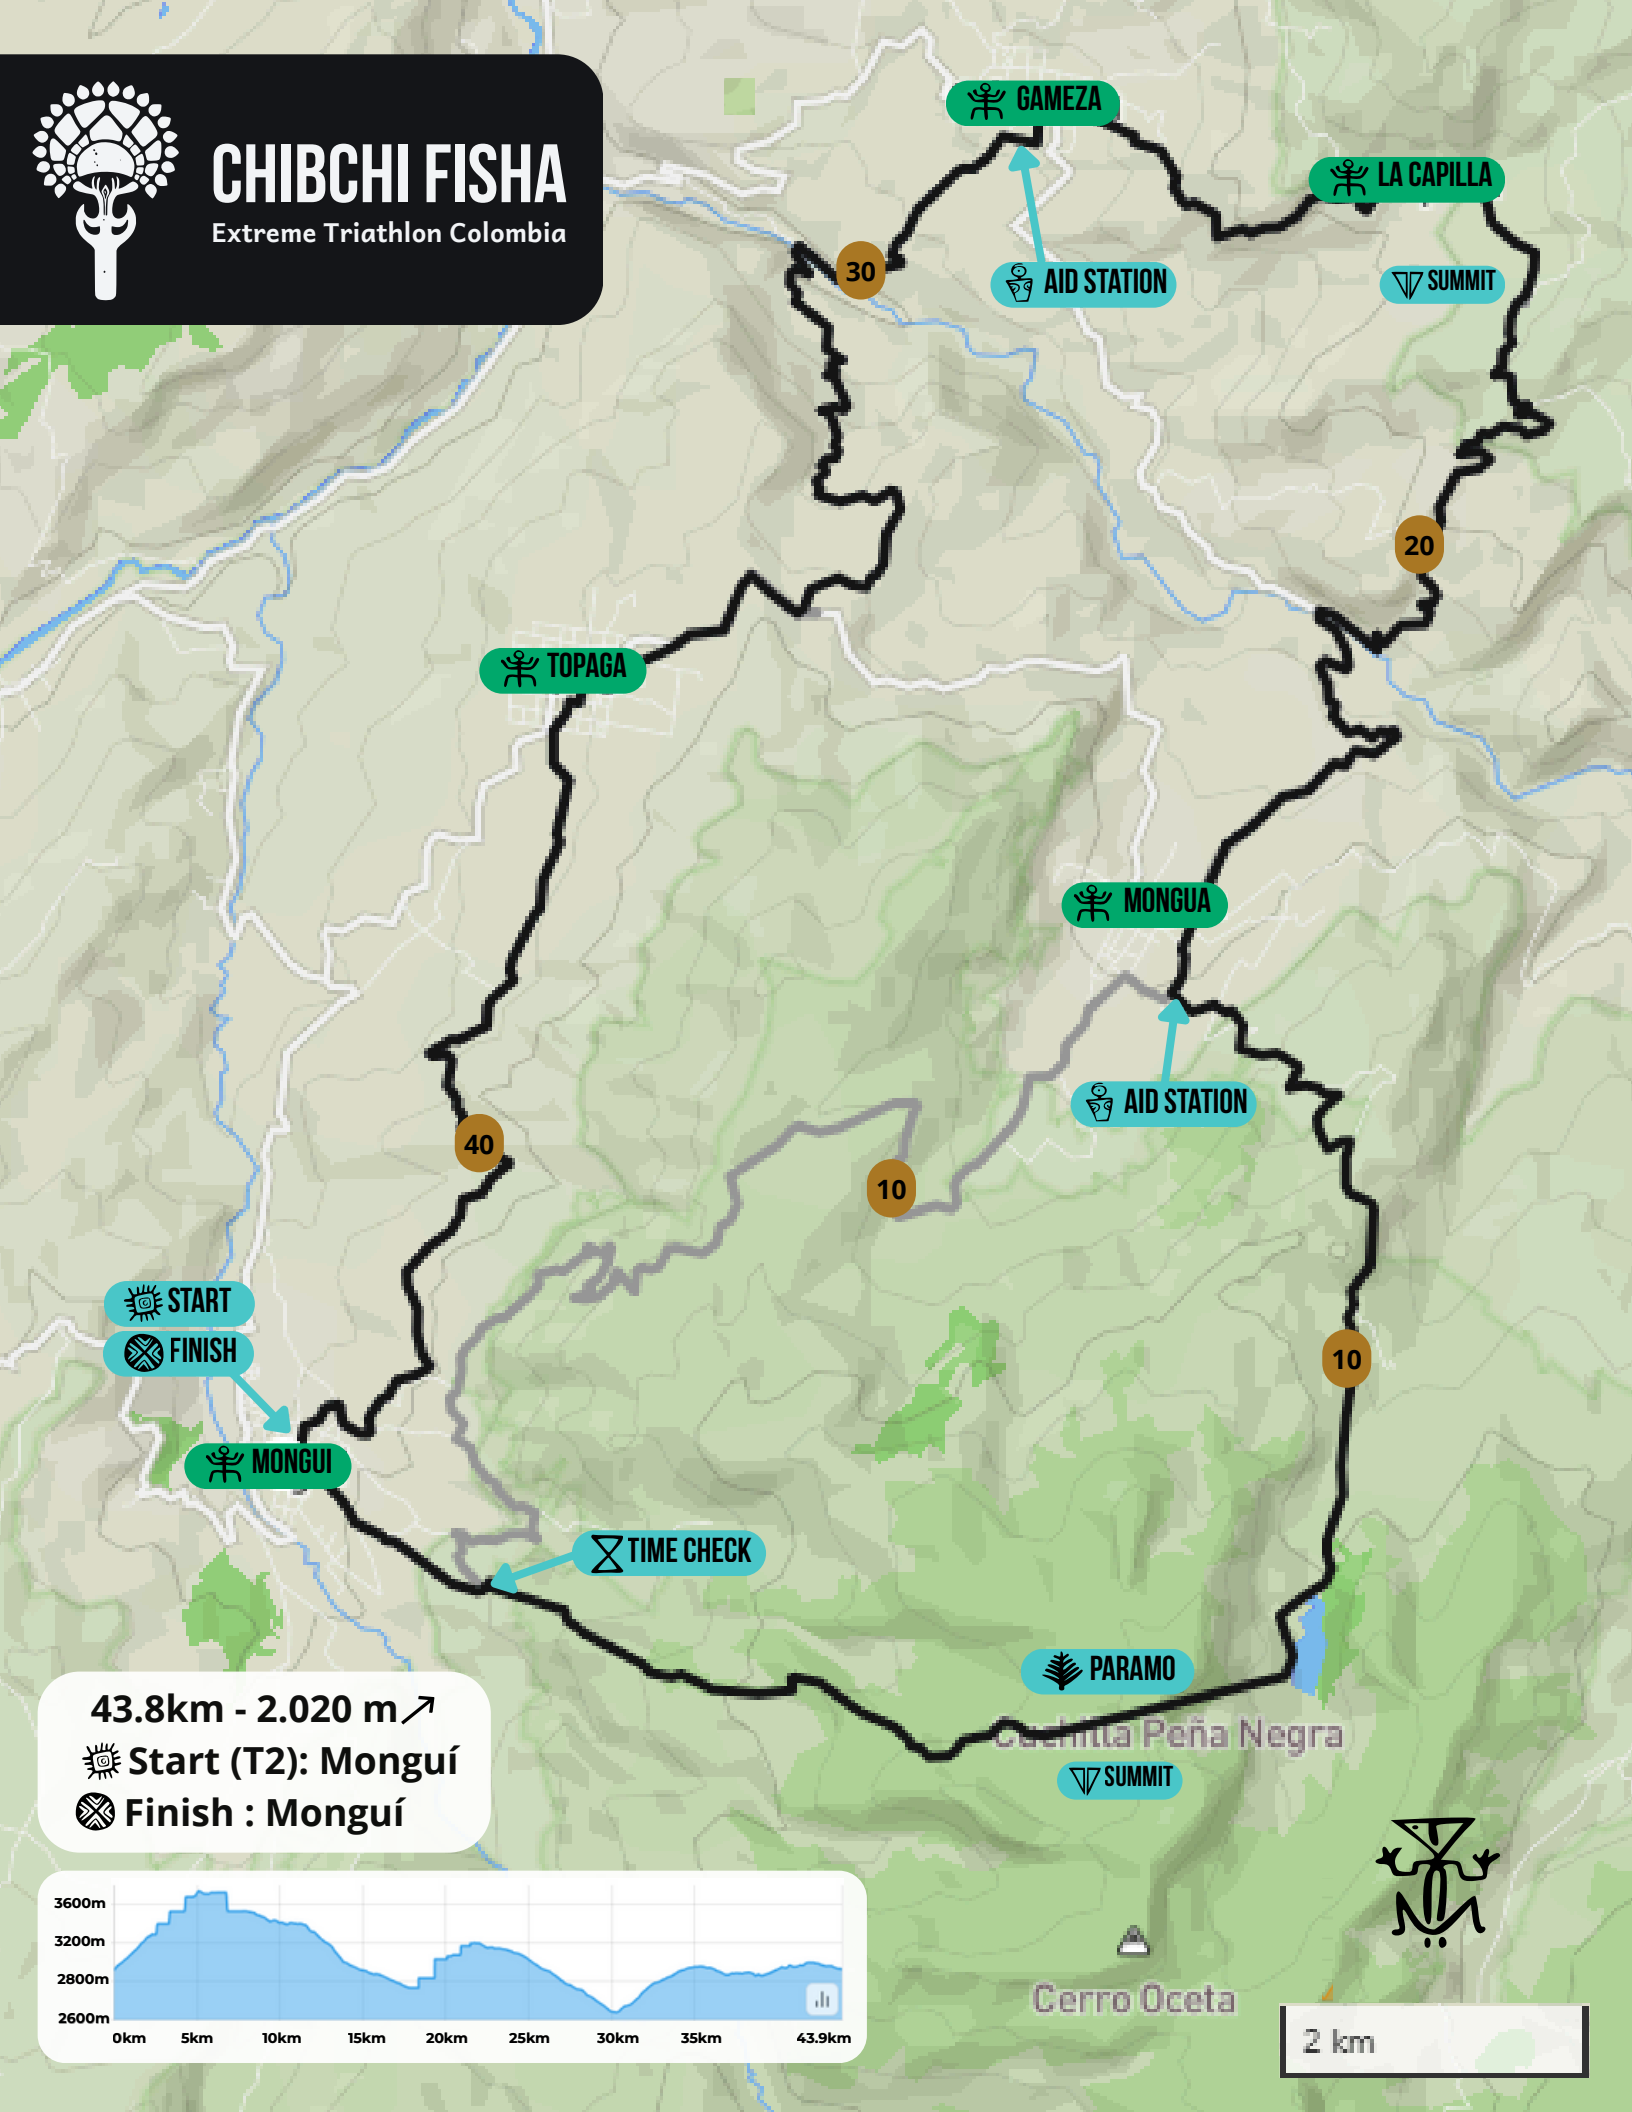 CHIBCHI FISHA
Extreme Triathlon Colombia
GAMEZA
LA CAPILLA
30
AID STATION
SUMMIT
20
TOPAGA
MONGUA
AID STATION
40
10
START
FINISH
10
MONGUI
TIME CHECK
PARAMO
Cuchilla Peña Negra
SUMMIT
43.8km - 2.020 m
Start (T2): Monguí
Finish : Monguí
3600m
3200m
2800m
2600m
0km 5km 10km 15km 20km 25km 30km 35km 43.9km
Cerro Oceta
2 km